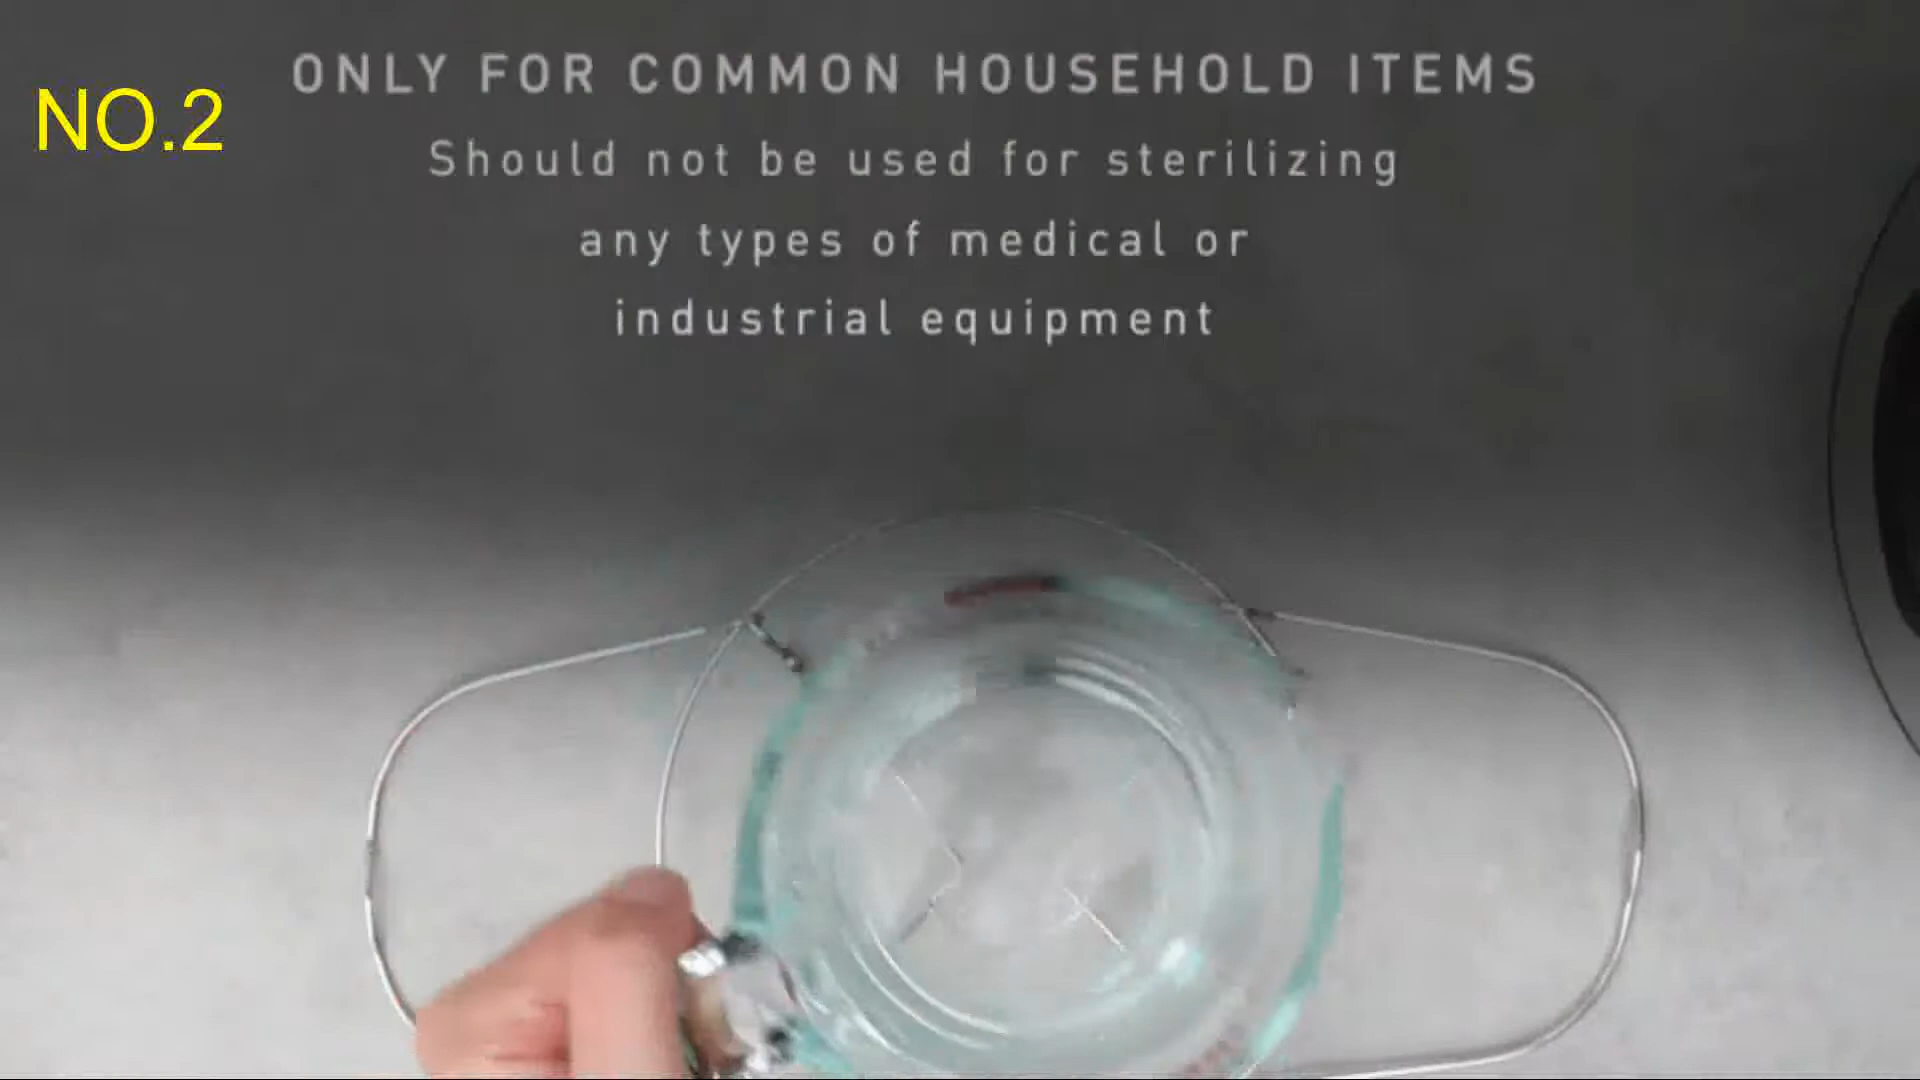 NO.2
ONLY FOR COMMON HOUSEHOLD ITEMS
Should not be used for sterilizing
any types of medical or
industrial equipment